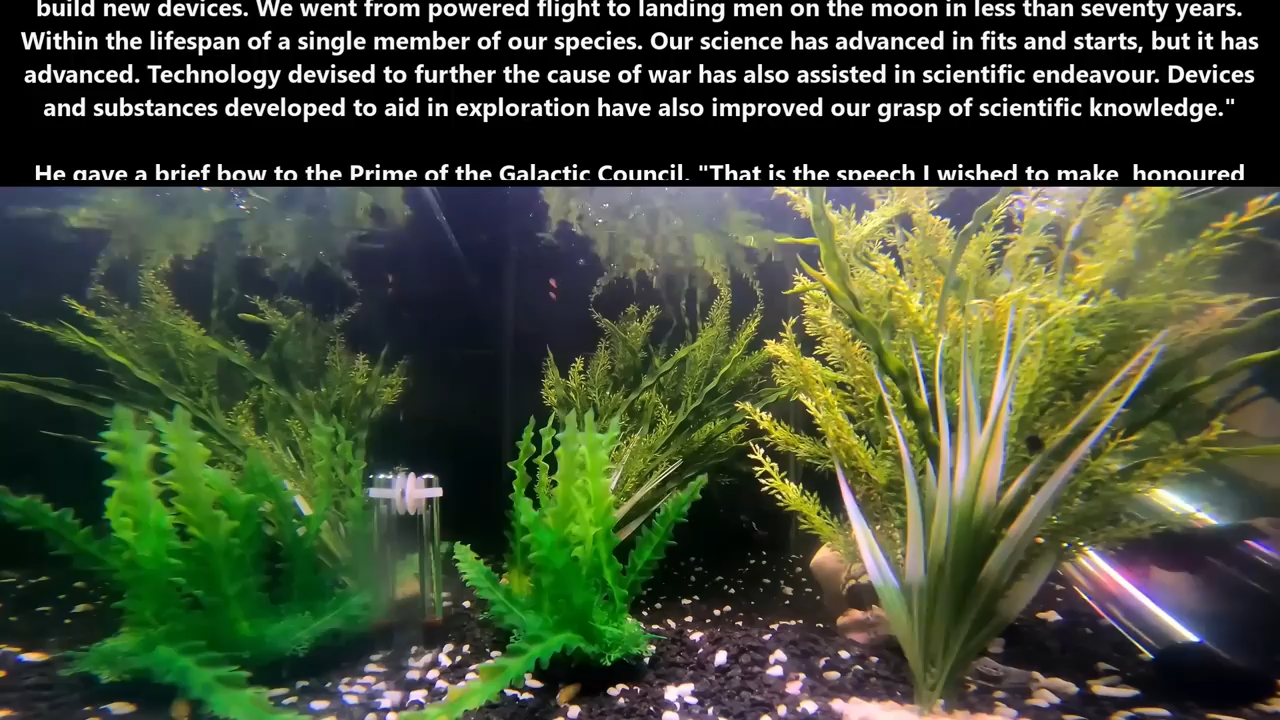 build new devices. We went from powered flight to landing men on the moon in less than seventy years.
Within the lifespan of a single member of our species. Our science has advanced in fits and starts, but it has
advanced. Technology devised to further the cause of war has also assisted in scientific endeavour. Devices
and substances developed to aid in exploration have also improved our grasp of scientific knowledge."
He gave a brief bow to the Prime of the Galactic Council. "That is the speech I wished to make, honoured